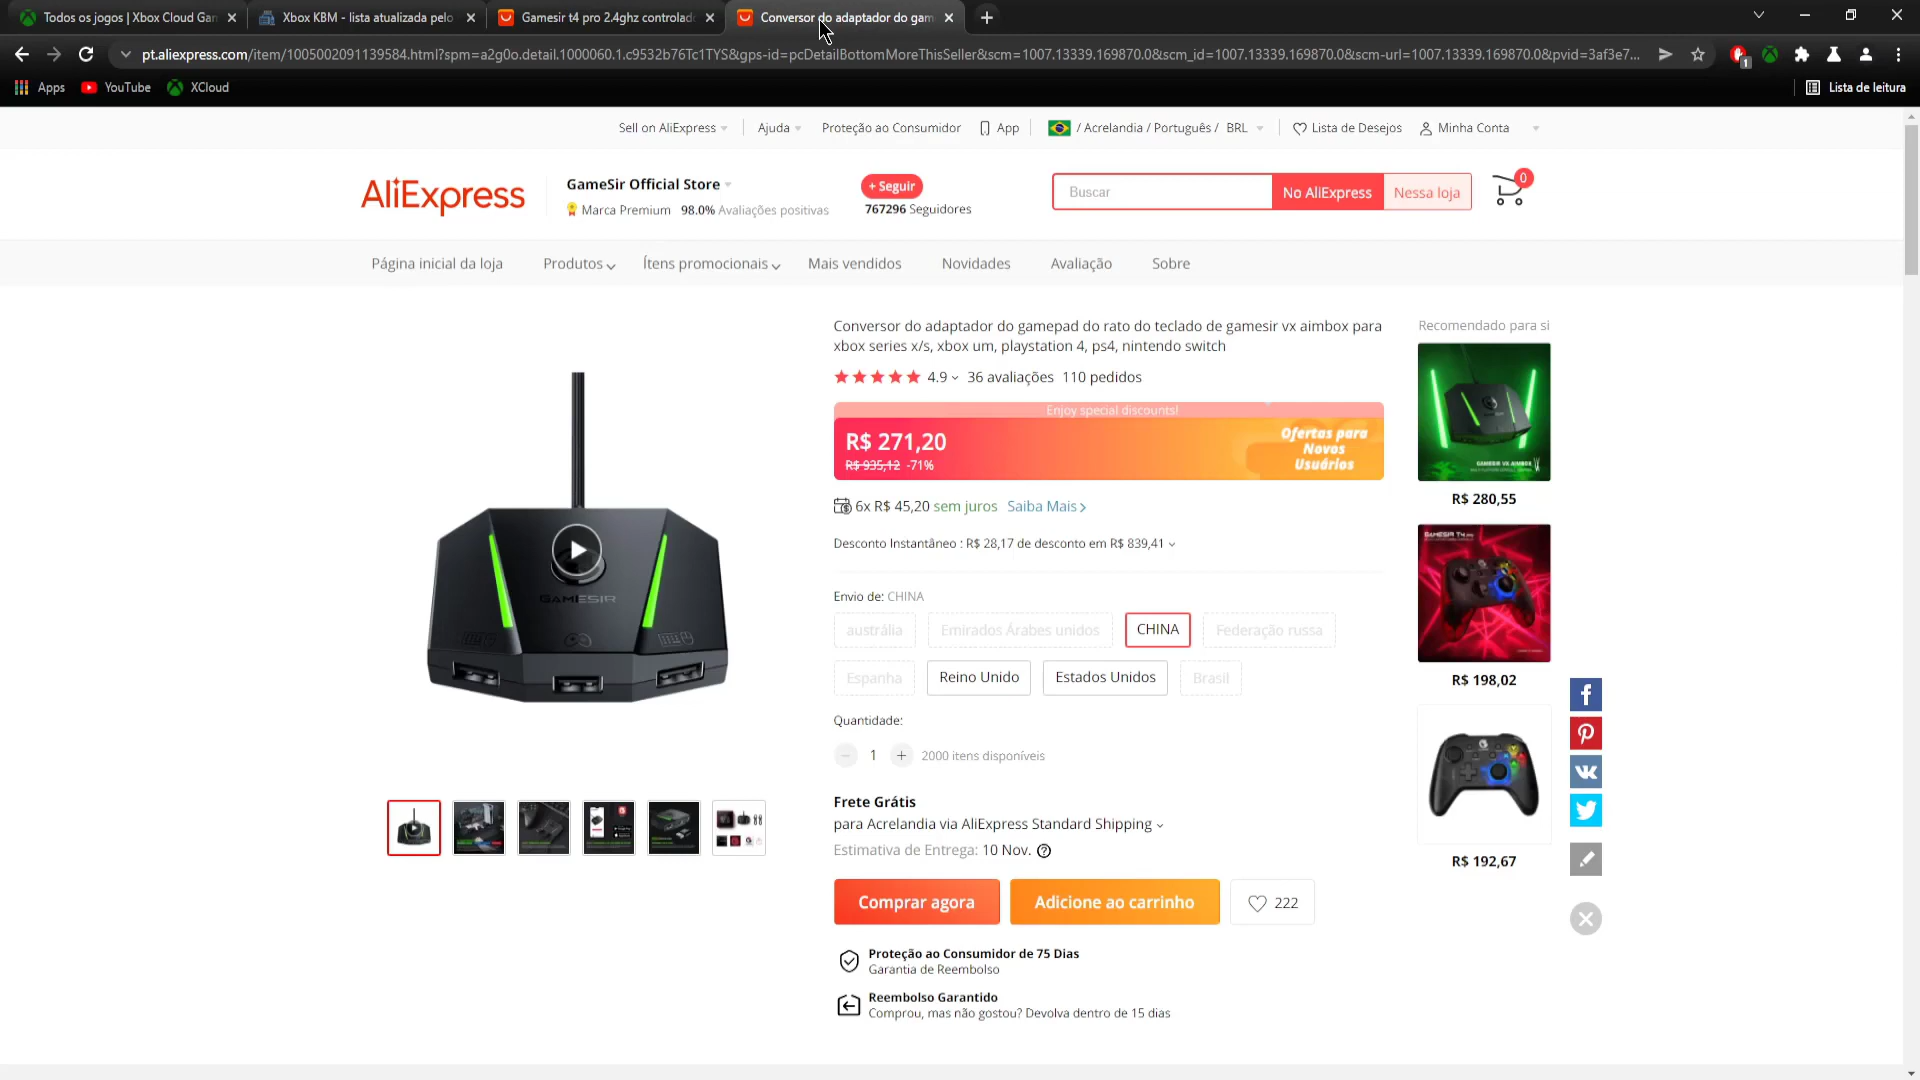 Todos os jogos | Xbox Cloud Gam
Xbox KBM - lista atualizada pelo
Gamesir t4 pro 2.4ghz controlado
Conversor do adaptador do gam
pt.aliexpress.com/item/1005002091139584.html?spm=a2g0o.detail.1000060.1.c9532b76Tc1TYS&gps-id=pcDetailBottomMoreThisSeller&scm=1007.13339.169870.0&scm_id=1007.13339.169870.0&scm-url=1007.13339.169870.0&pvid=3af3e7...
1
Apps YouTube XCloud Lista de leitura
Sell on AliExpress Ajuda Proteção ao Consumidor App / Acrelandia / Português / BRL Lista de Desejos Minha Conta
AliExpress
GameSir Official Store
Marca Premium 98.0% Avaliações positivas
+ Seguir
767296 Seguidores
Buscar No AliExpress Nessa loja 0
Página inicial da loja Produtos Ítens promocionais Mais vendidos Novidades Avaliação Sobre
Conversor do adaptador do gamepad do rato do teclado de gamesir vx aimbox para
xbox series x/s, xbox um, playstation 4, ps4, nintendo switch
4.9 36 avaliações 110 pedidos
Enjoy special discounts!
R$ 271,20
R$ 935,12 -71%
Ofertas para
Novos
Usuários
6x R$ 45,20 sem juros Saiba Mais
Desconto Instantâneo : R$ 28,17 de desconto em R$ 839,41
Envio de: CHINA
austrália Emirados Árabes unidos CHINA Federação russa
Espanha Reino Unido Estados Unidos Brasil
Quantidade:
1 + 2000 itens disponíveis
Frete Grátis
para Acrelandia via AliExpress Standard Shipping
Estimativa de Entrega: 10 Nov.
Comprar agora Adicione ao carrinho 222
Proteção ao Consumidor de 75 Dias
Garantia de Reembolso
Reembolso Garantido
Comprou, mas não gostou? Devolva dentro de 15 dias
GAMESIR
Recomendado para si
GAMESIR VX AIMBOX
R$ 280,55
GAMESIR T4 pro
R$ 198,02
R$ 192,67